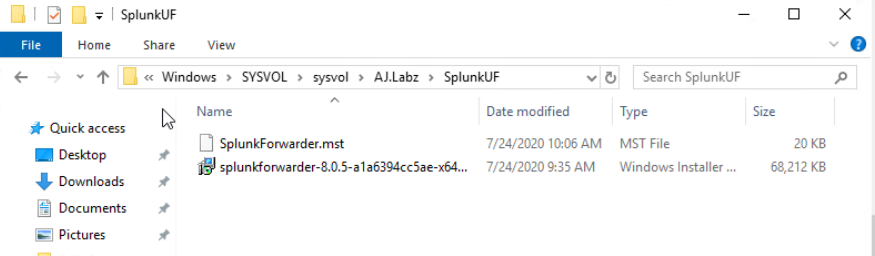 SplunkUF
File Home Share View
« Windows > SYSVOL > sysvol > AJ.Labz > SplunkUF Search SplunkUF
Name Date modified Type Size
Quick access
SplunkForwarder.mst 7/24/2020 10:06 AM MST File 20 KB
Desktop
splunkforwarder-8.0.5-a1a6394cc5ae-x64... 7/24/2020 9:35 AM Windows Installer ... 68,212 KB
Downloads
Documents
Pictures